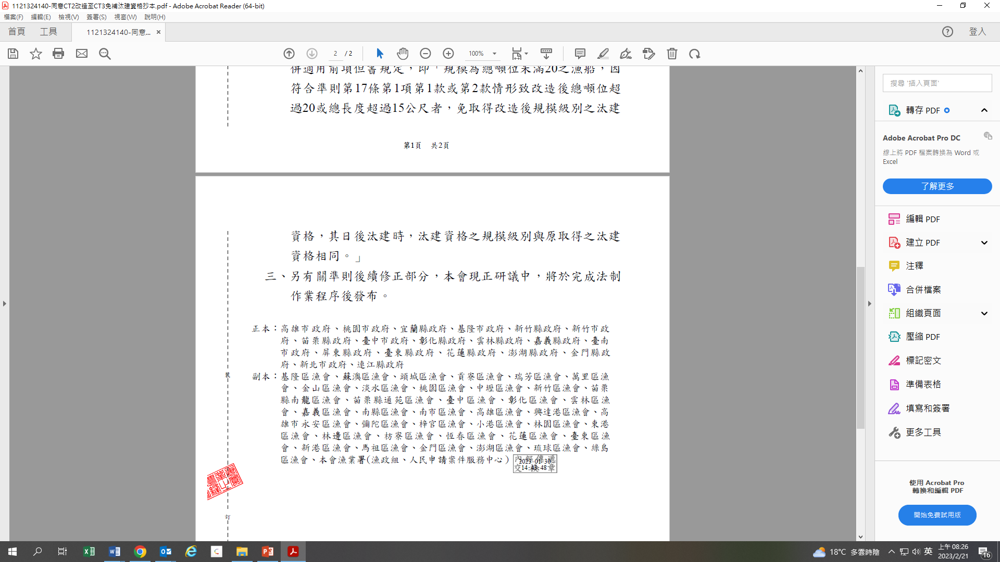 1121324140-同意CT2改造至CT3免補汰建資格抄本.pdf - Adobe Acrobat Reader (64-bit)
檔案(F) 編輯(E) 檢視(V) 簽署(S) 視窗(W) 說明(H)
首頁 工具 1121324140-同意... × 登入
2 / 2 100%
併適用前項但書規定，即「規模為總噸位未滿20之漁船，因
符合準則第17條第1項第1款或第2款情形致改造後總噸位超
過20或總長度超過15公尺者，免取得改造後規模級別之汰建
第1頁 共2頁
資格，其日後汰建時，汰建資格之規模級別與原取得之汰建
資格相同。」
三、另有關準則後續修正部分，本會現正研議中，將於完成法制
作業程序後發布。
正本：高雄市政府、桃園市政府、宜蘭縣政府、基隆市政府、新竹縣政府、新竹市政
府、苗栗縣政府、臺中市政府、彰化縣政府、雲林縣政府、嘉義縣政府、臺南
市政府、屏東縣政府、臺東縣政府、花蓮縣政府、澎湖縣政府、金門縣政
府、新北市政府、連江縣政府
裝
副本：基隆區漁會、蘇澳區漁會、頭城區漁會、貢寮區漁會、瑞芳區漁會、萬里區漁
會、金山區漁會、淡水區漁會、桃園區漁會、中壢區漁會、新竹區漁會、苗栗
縣南龍區漁會、苗栗縣通苑區漁會、臺中區漁會、彰化區漁會、雲林區漁
會、嘉義區漁會、南縣區漁會、南市區漁會、高雄區漁會、興達港區漁會、高
雄市永安區漁會、彌陀區漁會、梓官區漁會、小港區漁會、林園區漁會、東港
區漁會、林邊區漁會、枋寮區漁會、恆春區漁會、花蓮區漁會、臺東區漁
會、新港區漁會、馬祖區漁會、金門區漁會、澎湖區漁會、琉球區漁會、綠島
區漁會、本會漁業署(漁政組、人民申請案件服務中心)
內部傳遞
2023-01-30
交換章
14:43:48
訂
搜尋 '插入頁面'
轉存 PDF
Adobe Acrobat Pro DC
線上將 PDF 檔案轉換為 Word 或
Excel
了解更多
編輯 PDF
建立 PDF
注釋
合併檔案
組織頁面
壓縮 PDF
標記密文
準備表格
填寫和簽署
更多工具
使用 Acrobat Pro
轉換和編輯 PDF
開始免費試用版
18°C 多雲時陰 英 上午 08:26
2023/2/21
16